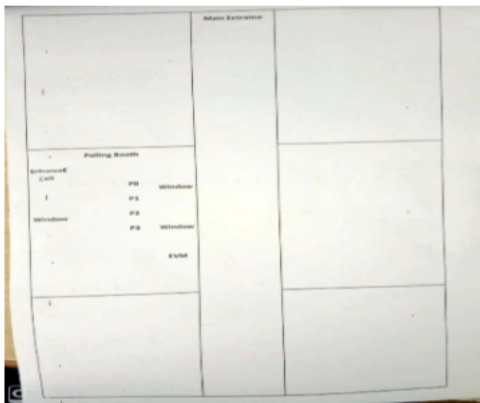 Main Entrance
Polling Booth
Entrance&
Exit
P0
Window
P1
P2
Window
P3
Window
EVM